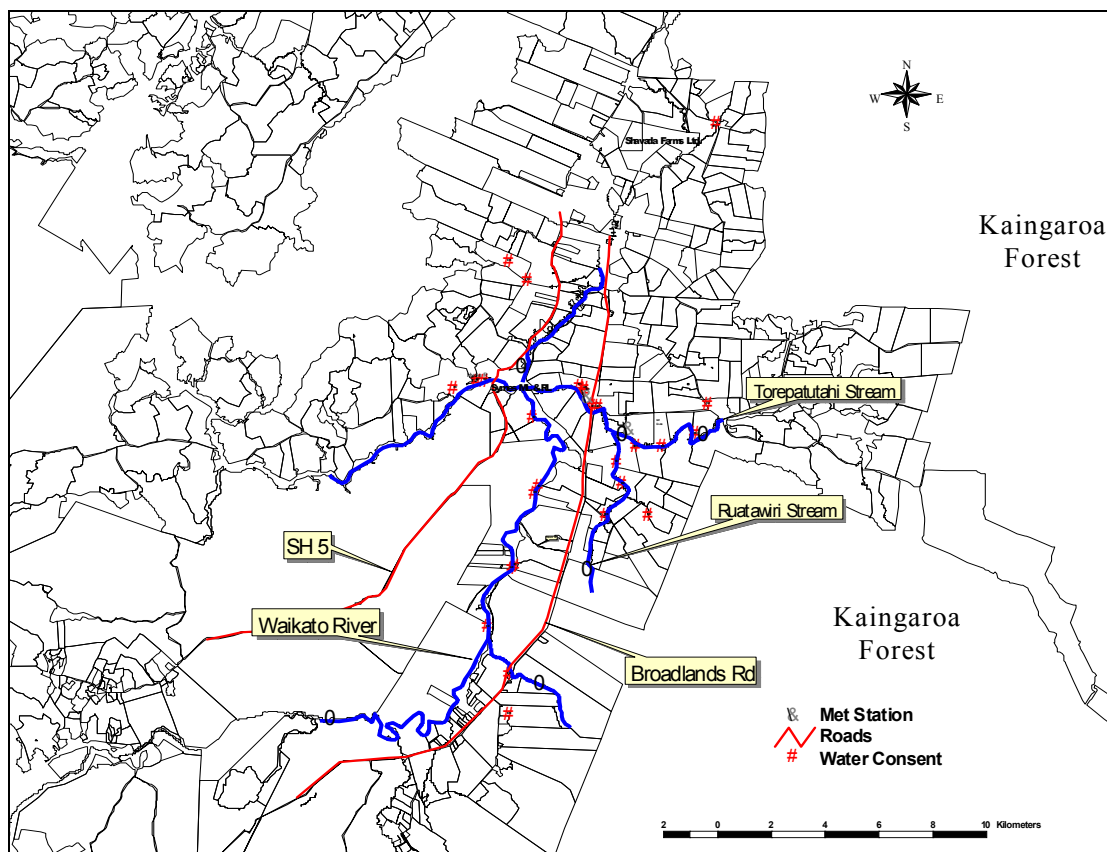 N
W E
S
Shavada Farms Ltd
Kaingaroa
Forest
Torepatutahi Stream
Ruatawiri Stream
SH 5
Waikato River
Kaingaroa
Forest
Broadlands Rd
& Met Station
Roads
# Water Consent
2 0 2 4 6 8 10 Kilometers